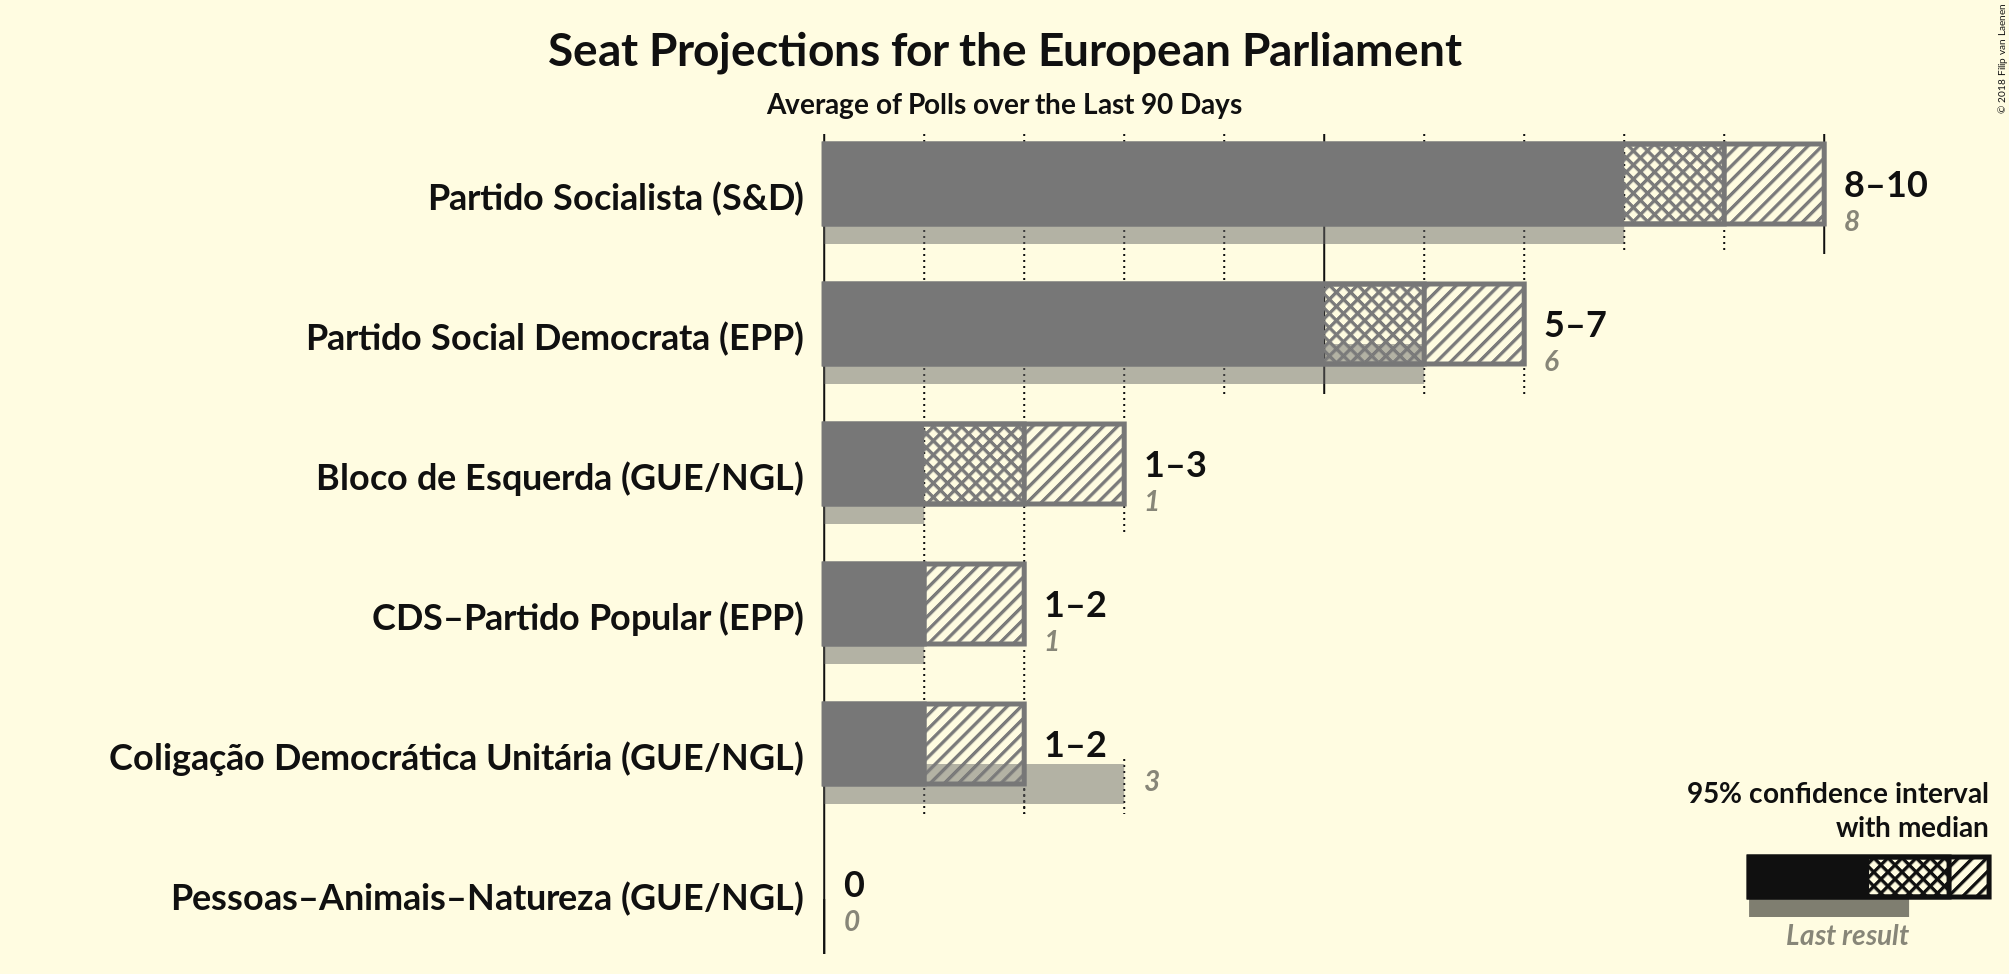 Seat Projections for the European Parliament
Average of Polls over the Last 90 Days
© 2018 Filip van Laenen
Partido Socialista (S&D)
8–10
8
Partido Social Democrata (EPP)
5–7
6
Bloco de Esquerda (GUE/NGL)
1–3
1
CDS–Partido Popular (EPP)
1–2
1
Coligação Democrática Unitária (GUE/NGL)
1–2
3
Pessoas–Animais–Natureza (GUE/NGL)
0
0
95% confidence interval
with median
Last result